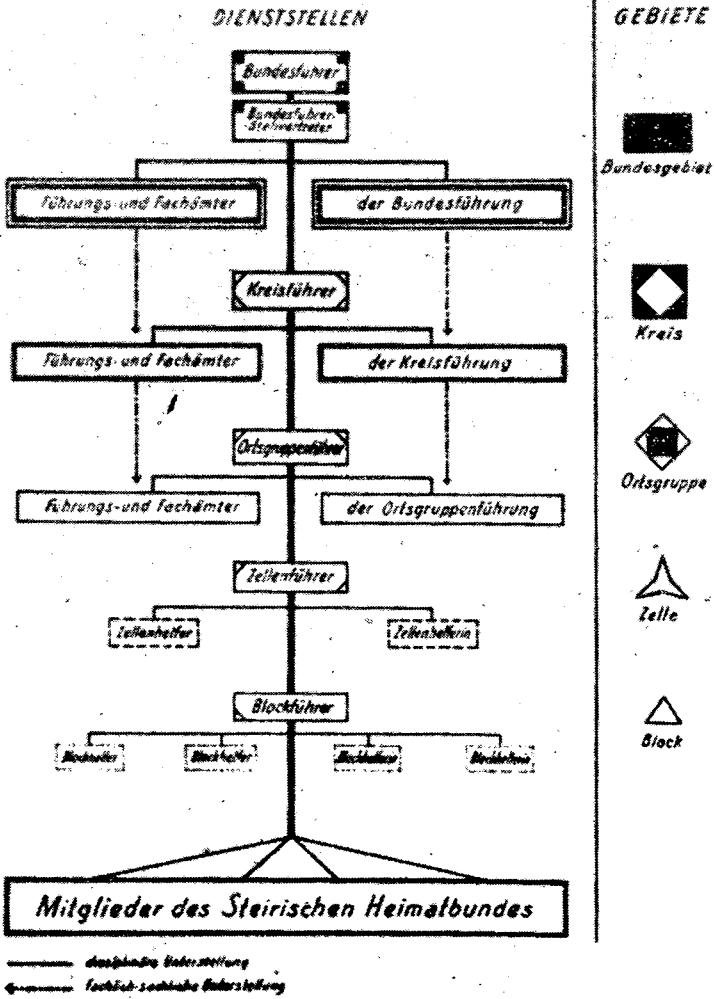 DIENSTSTELLEN
GEBIETE
Bundesführer
Bundesführer-
Stellvertreter
Bundesgebiet
Führungs-und Fachämter
der Bundesführung
Kreisführer
Kreis
Führungs-und Fachämter
der Kreisführung
Ortsgruppenführer
Ortsgruppe
Führungs-und Fachämter
der Ortsgruppenführung
Zellenführer
Zelle
Zellenhelfer
Zellenhelferin
Blockführer
Block
Blockhelfer
Blockhelfer
Blockhelferin
Blockhelferin
Mitglieder des Steirischen Heimatbundes
disziplinäre Unterstellung
fachlich-sachliche Unterstellung